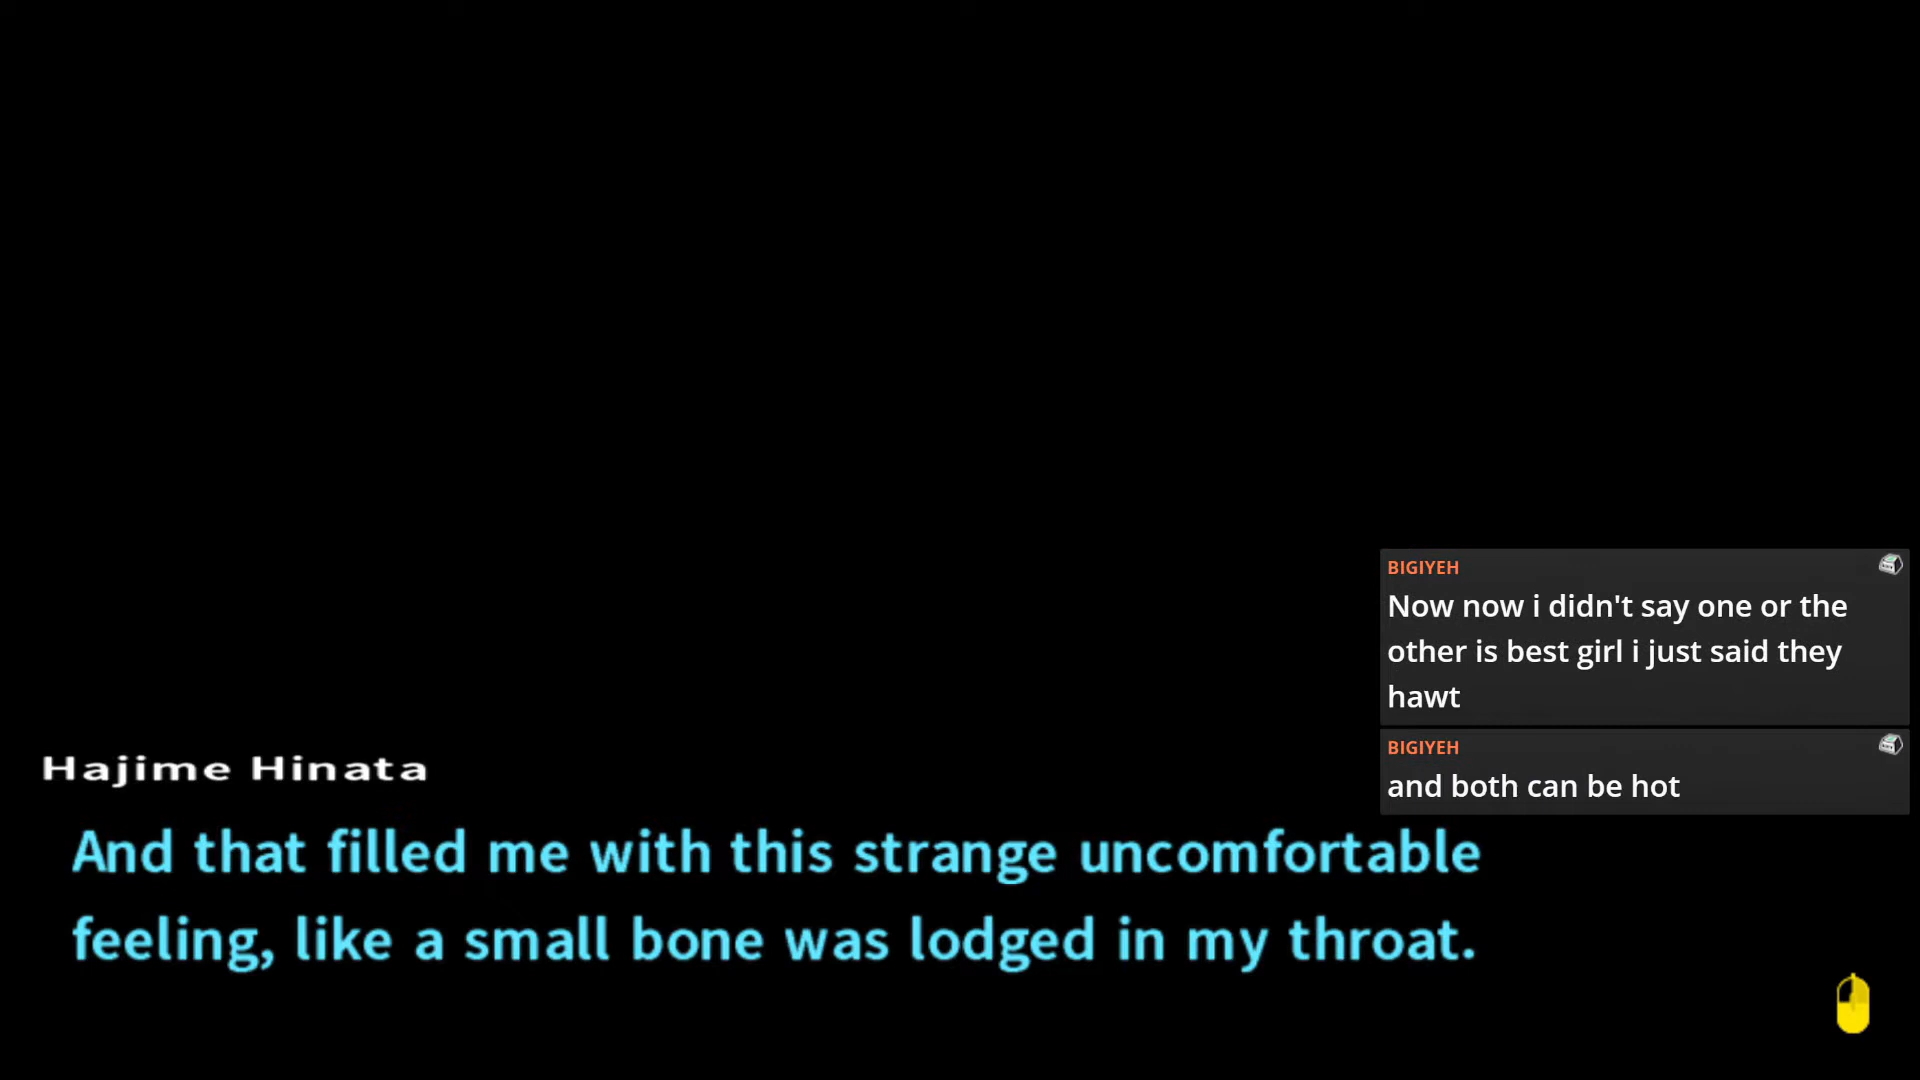 BIGIYEH
Now now i didn't say one or the
other is best girl i just said they
hawt
BIGIYEH
and both can be hot
Hajime Hinata
And that filled me with this strange uncomfortable
feeling, like a small bone was lodged in my throat.